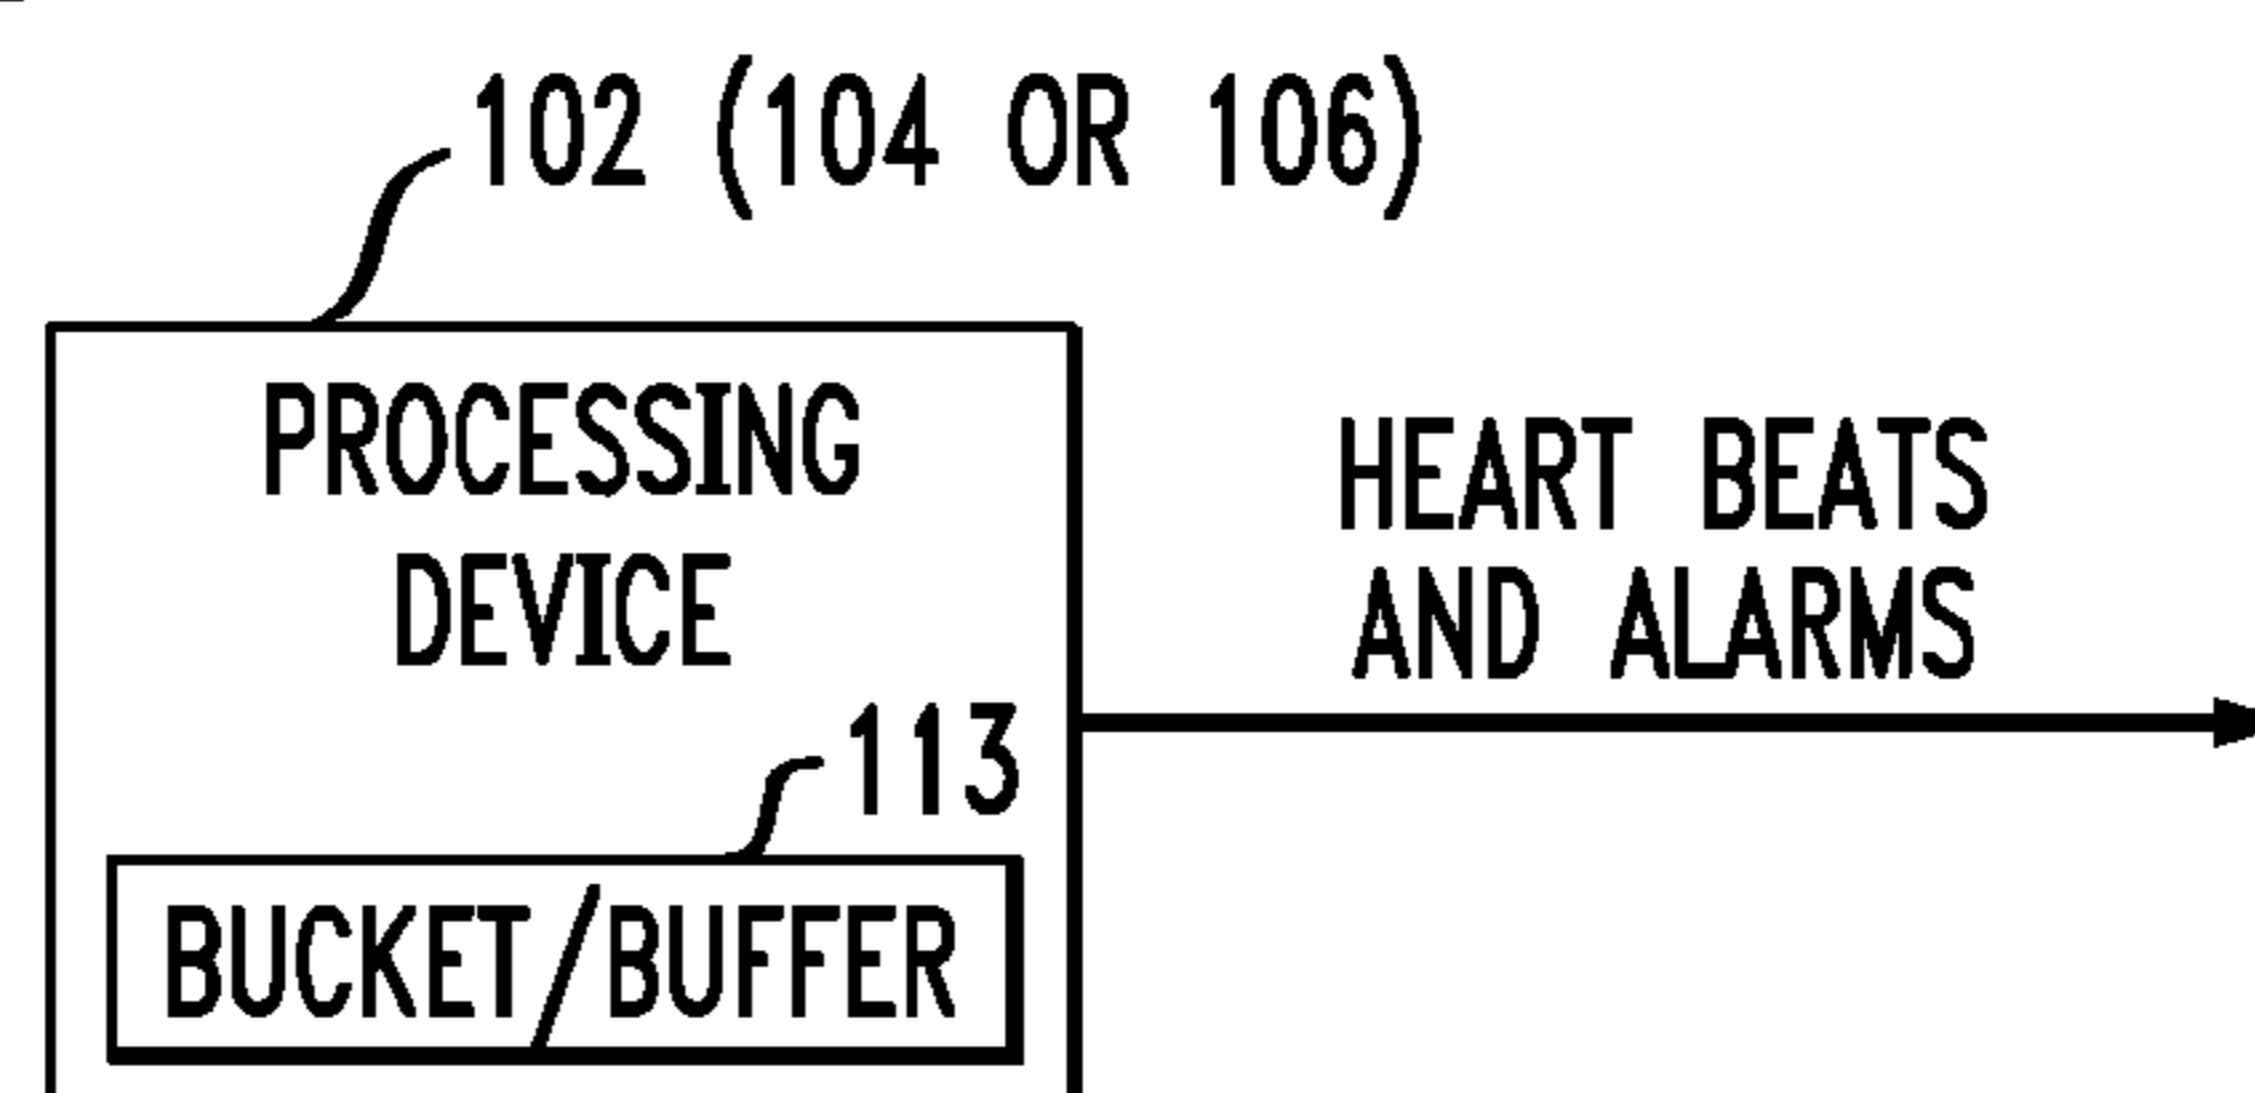 102 (104 OR 106)
PROCESSING
DEVICE
HEART BEATS
AND ALARMS
113
BUCKET/BUFFER